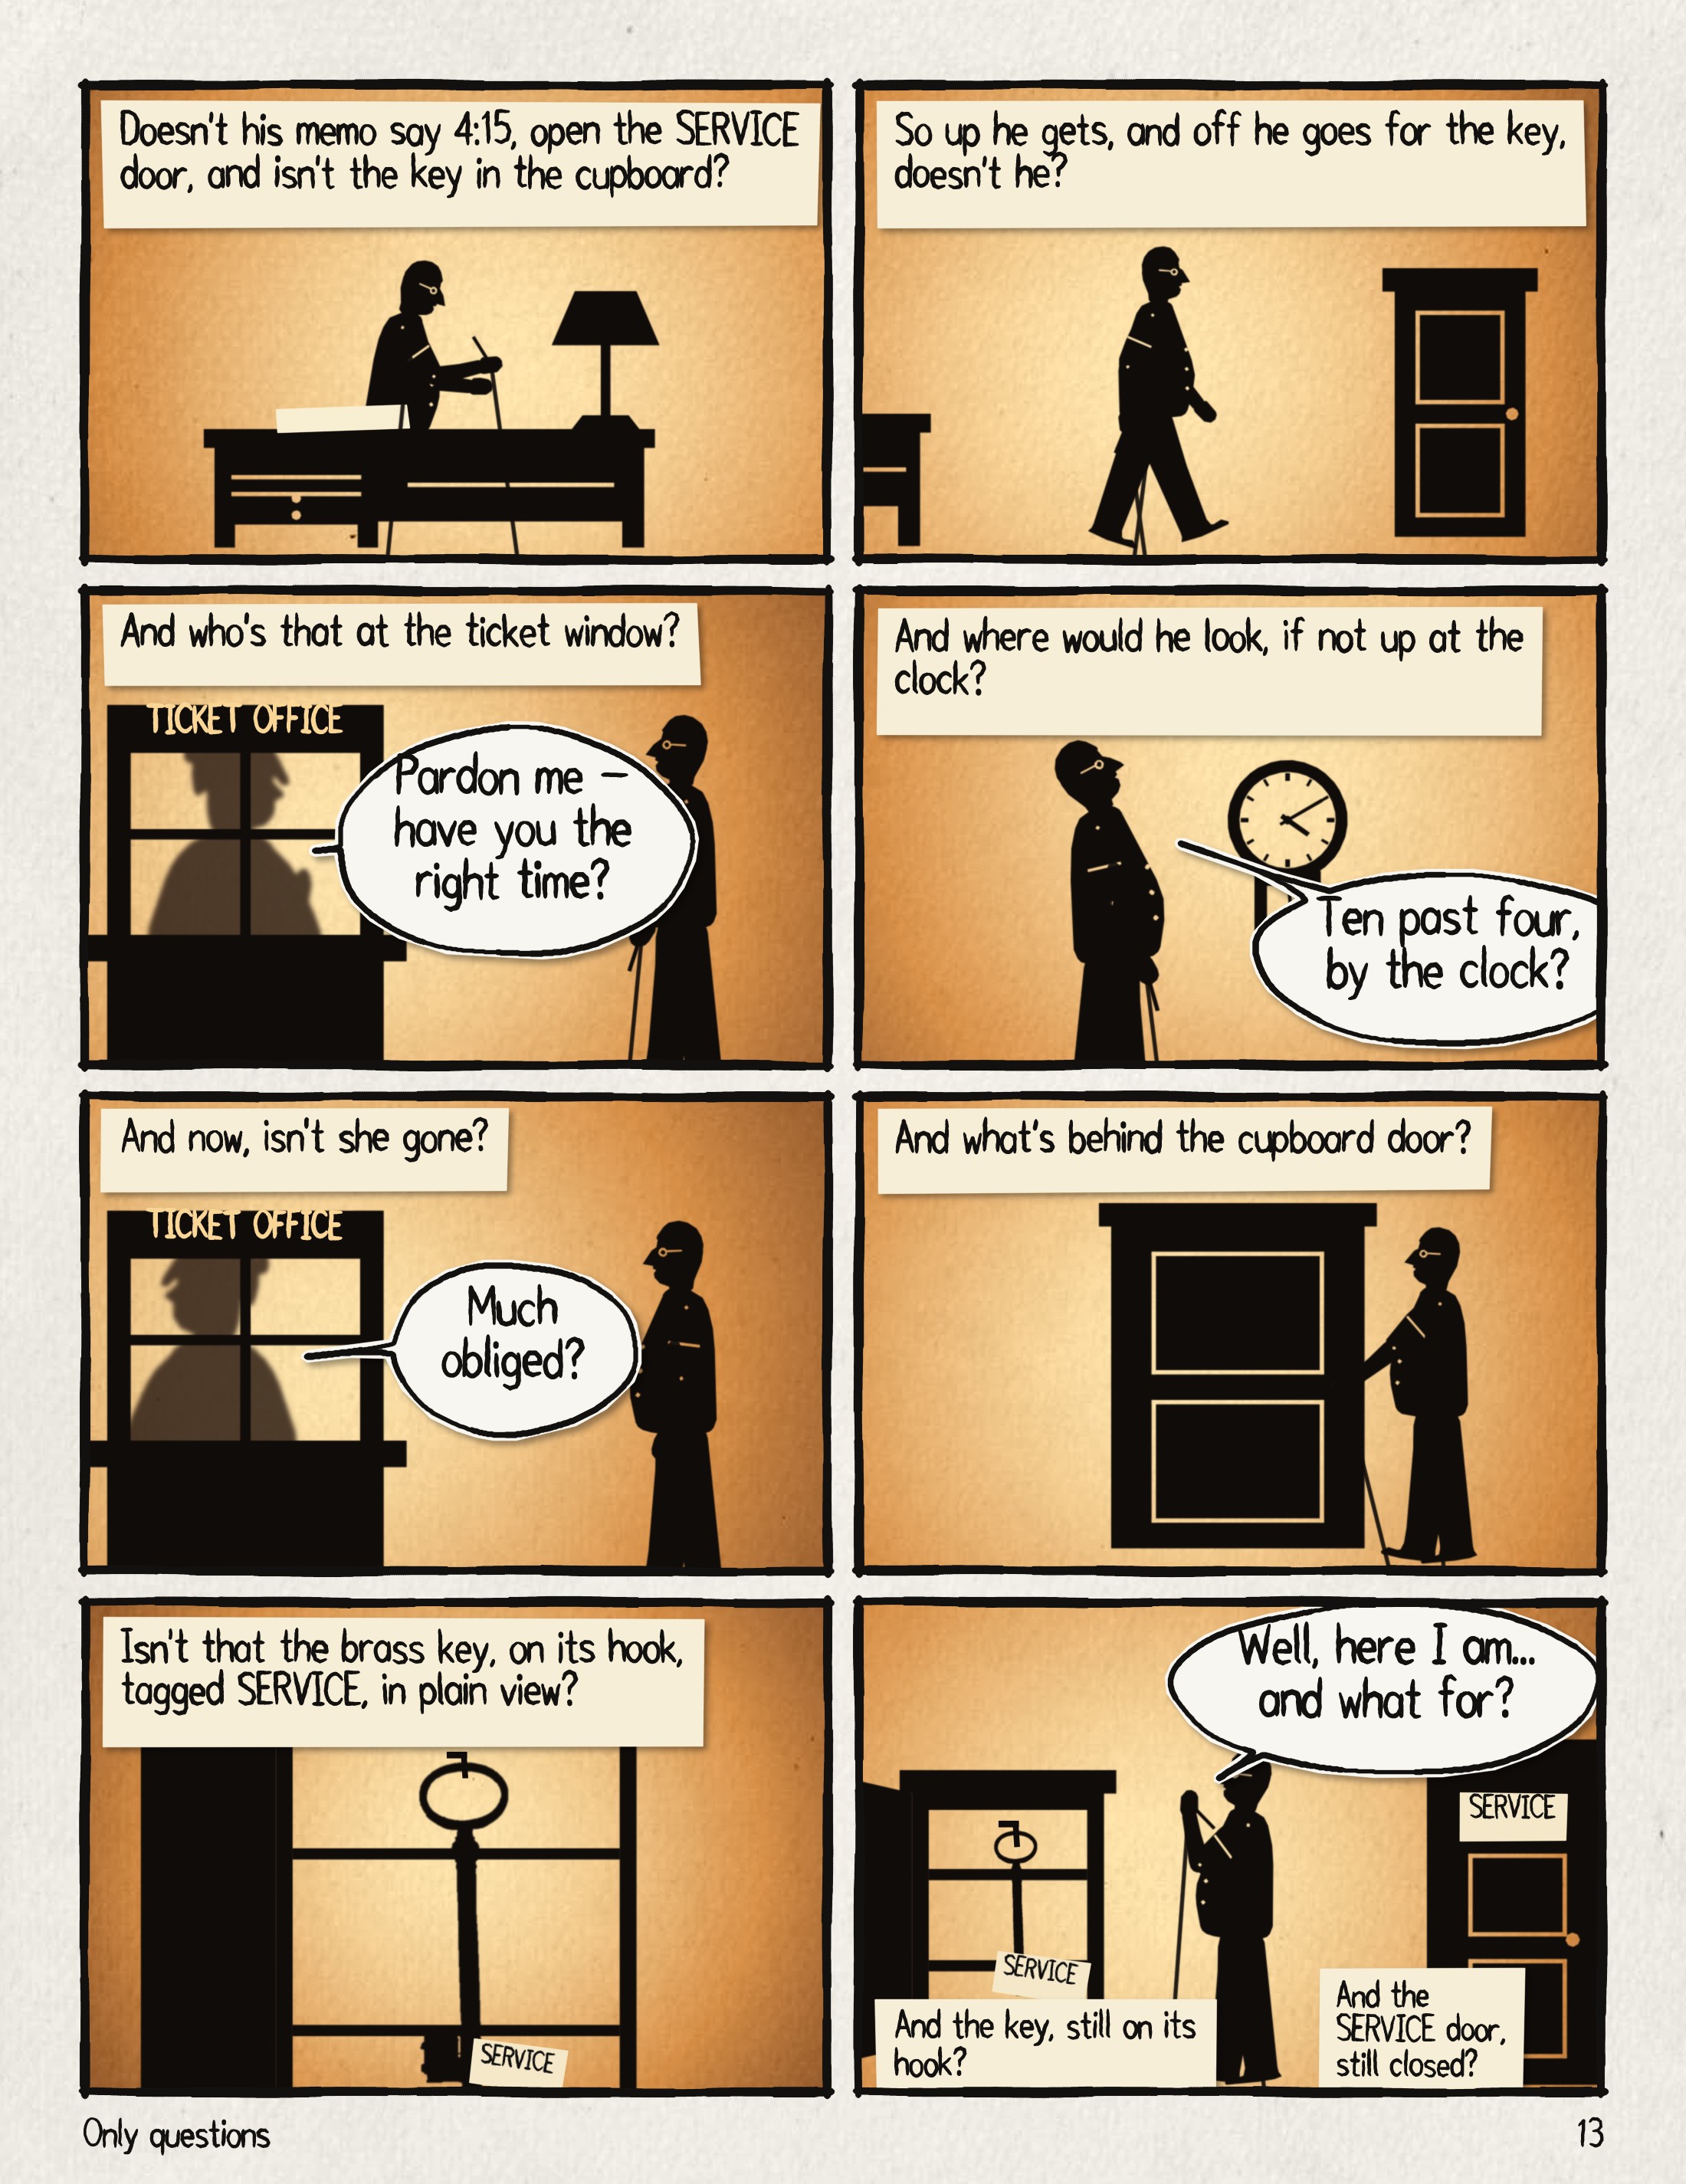 Doesn't his memo say 4:15, open the SERVICE
door, and isn't the key in the cupboard?
So up he gets, and off he goes for the key,
doesn't he?
And who's that at the ticket window?
TICKET OFFICE
Pardon me –
have you the
right time?
And where would he look, if not up at the
clock?
Ten past four,
by the clock?
And now, isn't she gone?
TICKET OFFICE
Much
obliged?
And what's behind the cupboard door?
Isn't that the brass key, on its hook,
tagged SERVICE, in plain view?
SERVICE
Well, here I am...
and what for?
SERVICE
SERVICE
And the key, still on its
hook?
And the
SERVICE door,
still closed?
Only questions
13